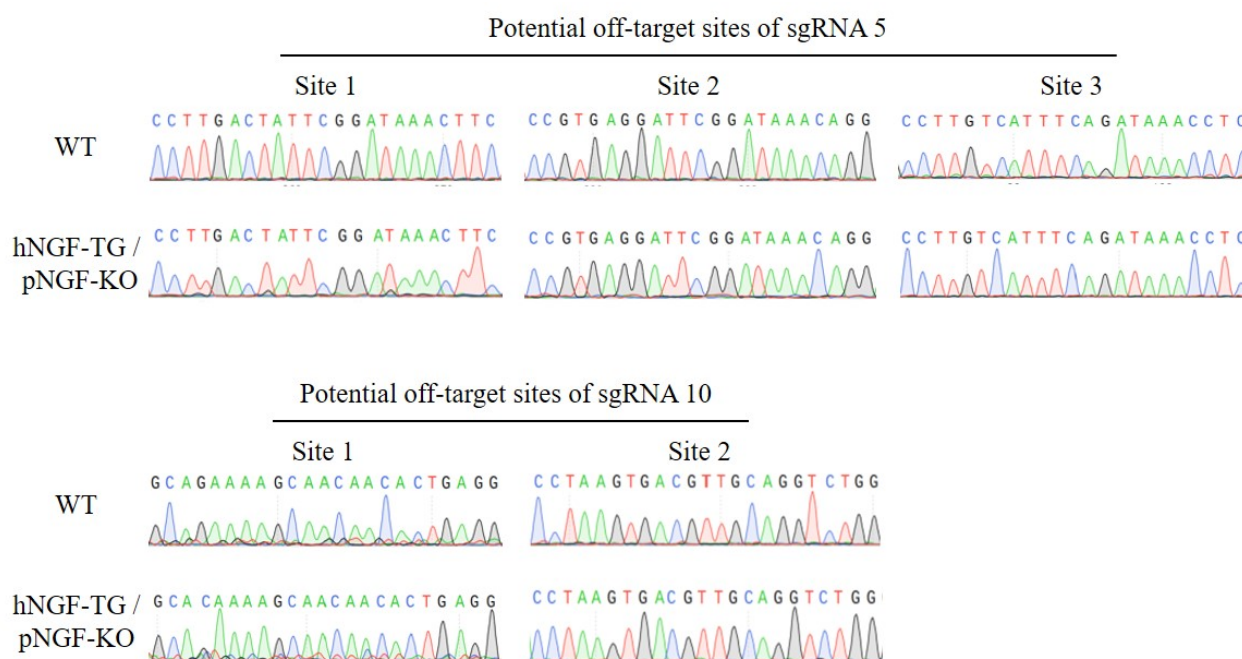 Potential off-target sites of sgRNA 5
Site 1 Site 2 Site 3
WT
CCTTGACTATTCGGATAAACTTC CCGTGAGGATTCGGATAAACAGG CCTTGTCATTTCAGATAAACCTC
hNGF-TG /
pNGF-KO
CCTTGACTATTCGGATAAACTTC CCGTGAGGATTCGGATAAACAGG CCTTGTCATTTCAGATAAACCTC
Potential off-target sites of sgRNA 10
Site 1 Site 2
WT
GCAGAAAAGCAACAACACTGAGG CCTAAGTGACGTTGCAGGTCTGG
hNGF-TG /
pNGF-KO
GCACAAAAGCAACAACACTGAGG CCTAAGTGACGTTGCAGGTCTGG